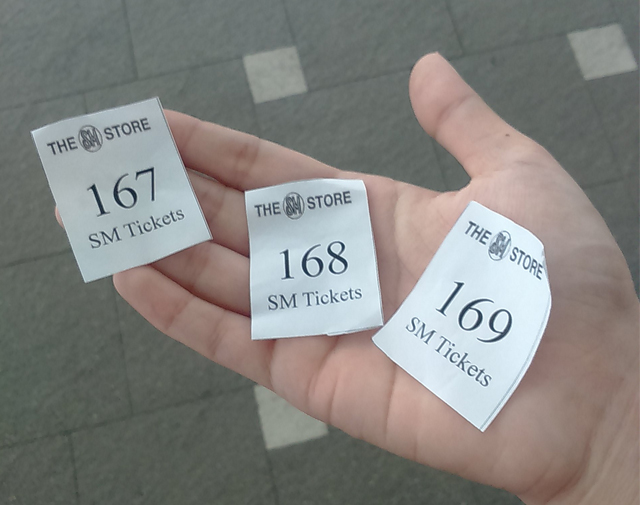 THE SM STORE
167
SM Tickets
THE SM STORE
168
SM Tickets
THE SM STORE
169
SM Tickets